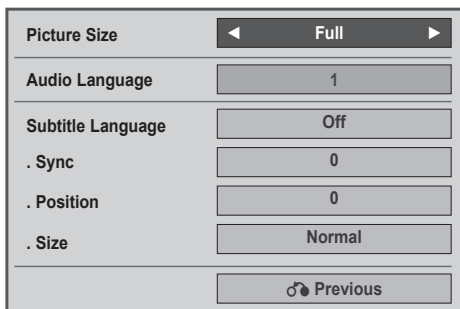 Picture Size ◄ Full ►
Audio Language 1
Subtitle Language Off
. Sync 0
. Position 0
. Size Normal
Previous